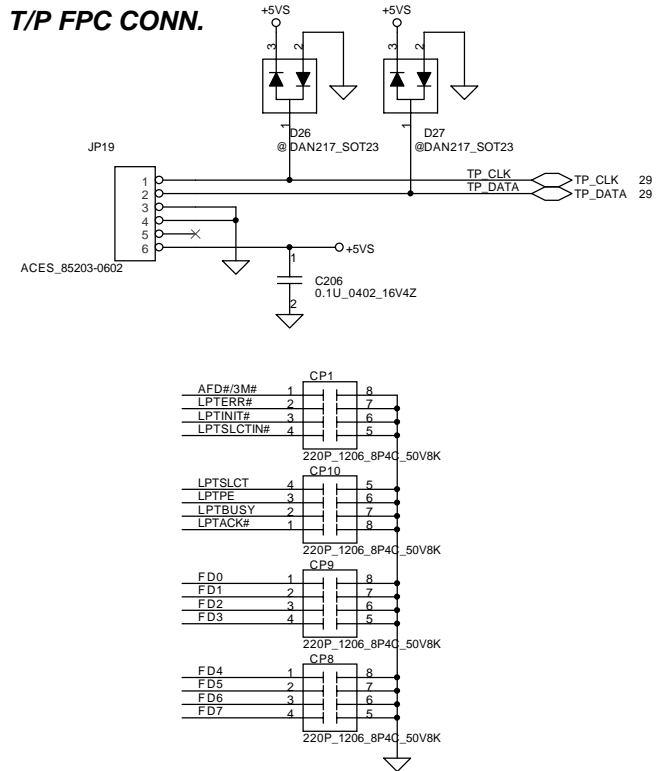 T/P FPC CONN.
+5VS +5VS
3 2 3 2
1 1
D26 D27
@DAN217_SOT23 @DAN217_SOT23
JP19
1 TP_CLK TP_CLK 29
2 TP_DATA TP_DATA 29
3
4
5
6 +5VS
ACES_85203-0602
1
C206
0.1U_0402_16V4Z
2
CP1
AFD#/3M# 1 8
LPTERR# 2 7
LPTINIT# 3 6
LPTSLCTIN# 4 5
220P_1206_8P4C_50V8K
CP10
LPTSLCT 4 5
LPTPE 3 6
LPTBUSY 2 7
LPTACK# 1 8
220P_1206_8P4C_50V8K
CP9
FD0 1 8
FD1 2 7
FD2 3 6
FD3 4 5
220P_1206_8P4C_50V8K
CP8
FD4 1 8
FD5 2 7
FD6 3 6
FD7 4 5
220P_1206_8P4C_50V8K